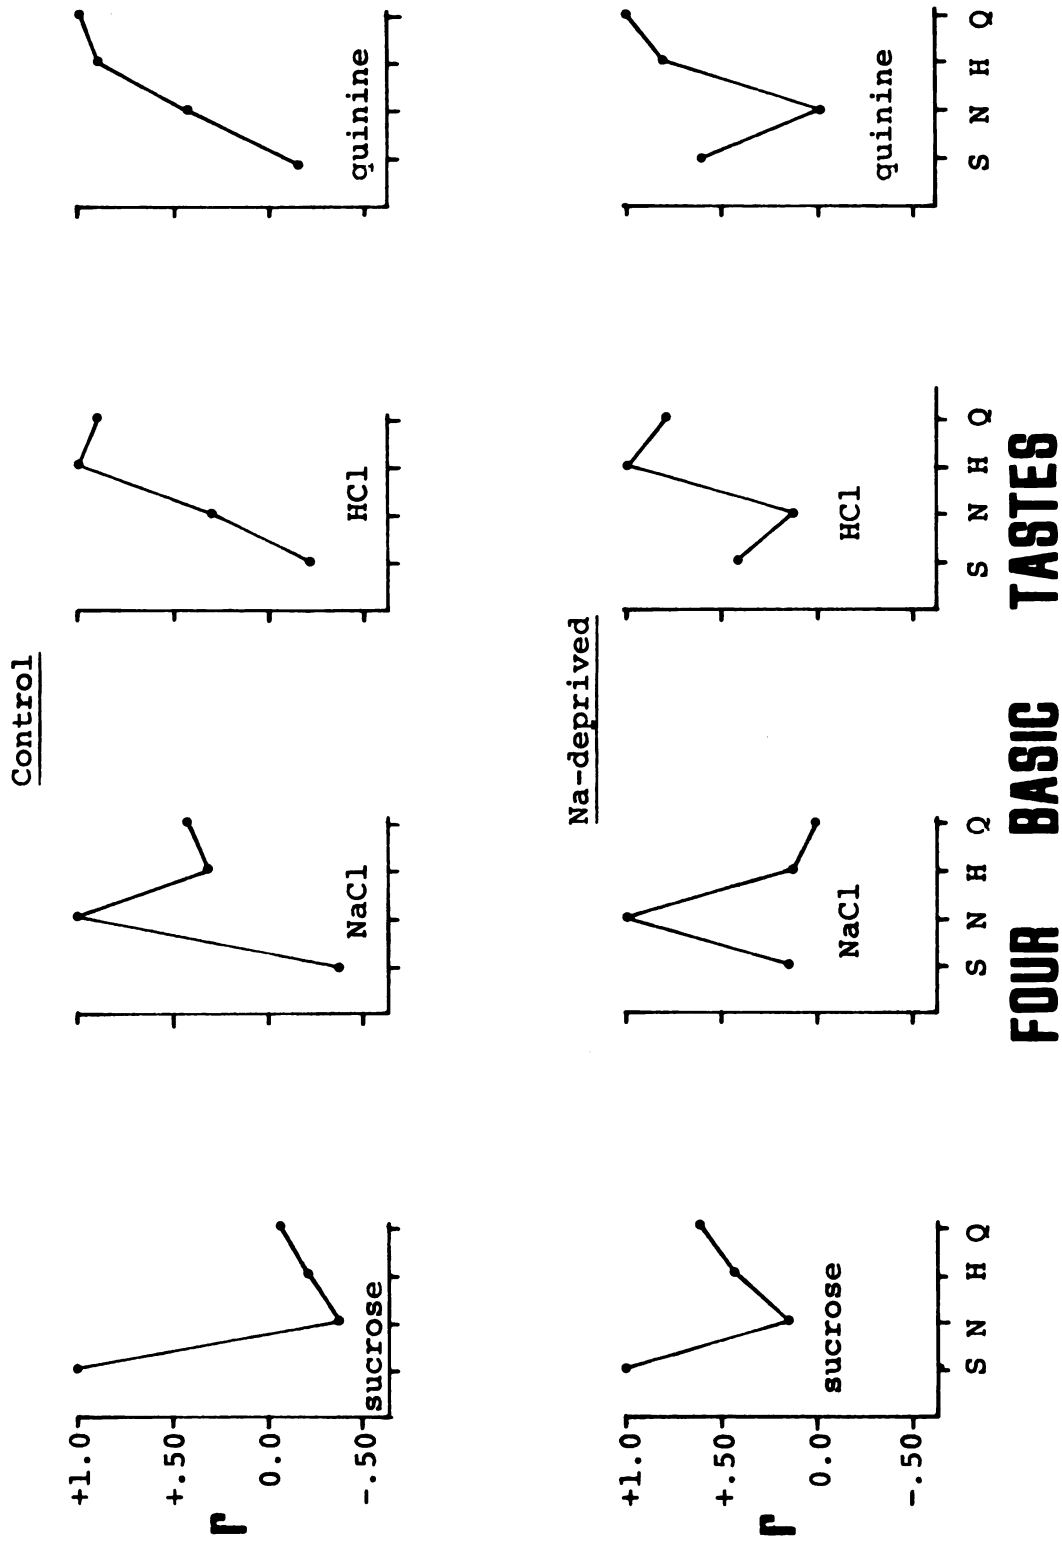 Control
r
+1.0
+.50
0.0
-.50
sucrose
NaCl
HCl
quinine
Na-deprived
r
+1.0
+.50
0.0
-.50
sucrose
NaCl
HCl
quinine
S N H Q
S N H Q
S N H Q
S N H Q
FOUR BASIC TASTES